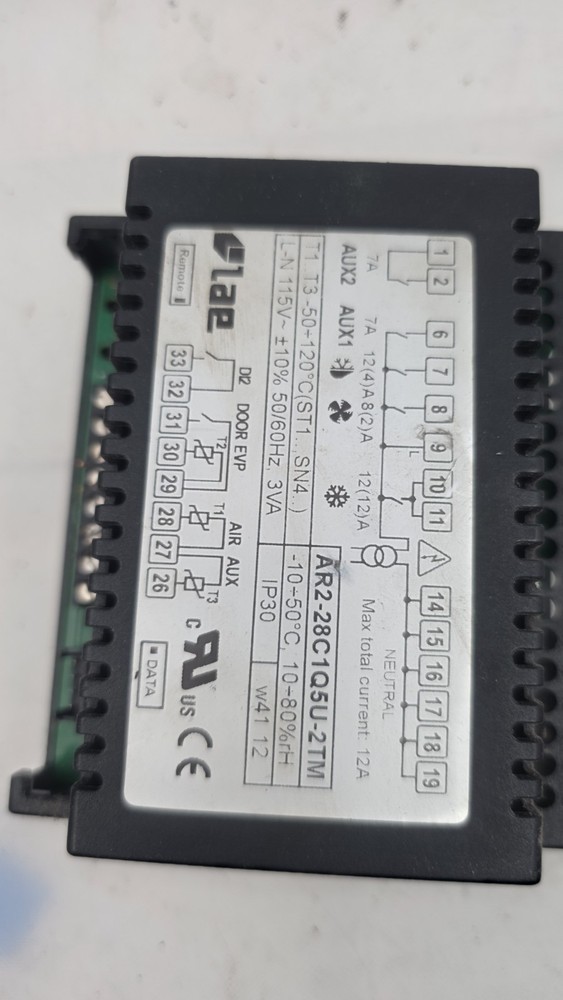 1 2 6 7 8 9 10 11 14 15 16 17 18 19
L
NEUTRAL
7A 7A 12(4)A 8(2)A 12(12)A Max total current: 12A
AUX2 AUX1
AR2-28C1Q5U-2TM
T1..T3 -50÷120°C(ST1.. SN4..) -10÷50°C, 10-80%rH
L-N 115V~ ±10% 50/60Hz 3VA IP30 w41 12
lae
DI2 DOOR EVP AIR AUX
T2 T1 T3
c UR US CE
Remote 33 32 31 30 29 28 27 26 DATA